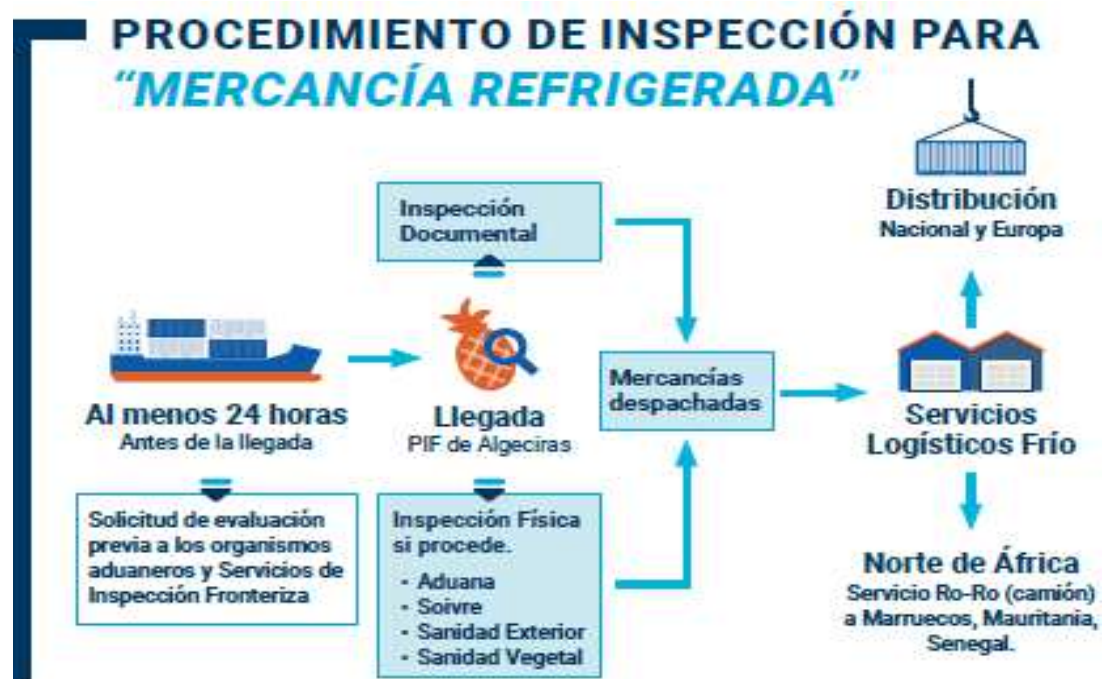 PROCEDIMIENTO DE INSPECCIÓN PARA
“MERCANCÍA REFRIGERADA”
Al menos 24 horas
Antes de la llegada
Solicitud de evaluación
previa a los organismos
aduaneros y Servicios de
Inspección Fronteriza
Inspección
Documental
Llegada
PIF de Algeciras
Inspección Física
si procede.
- Aduana
- Soivre
- Sanidad Exterior
- Sanidad Vegetal
Mercancías
despachadas
Distribución
Nacional y Europa
Servicios
Logísticos Frío
Norte de África
Servicio Ro-Ro (camión)
a Marruecos, Mauritania,
Senegal.